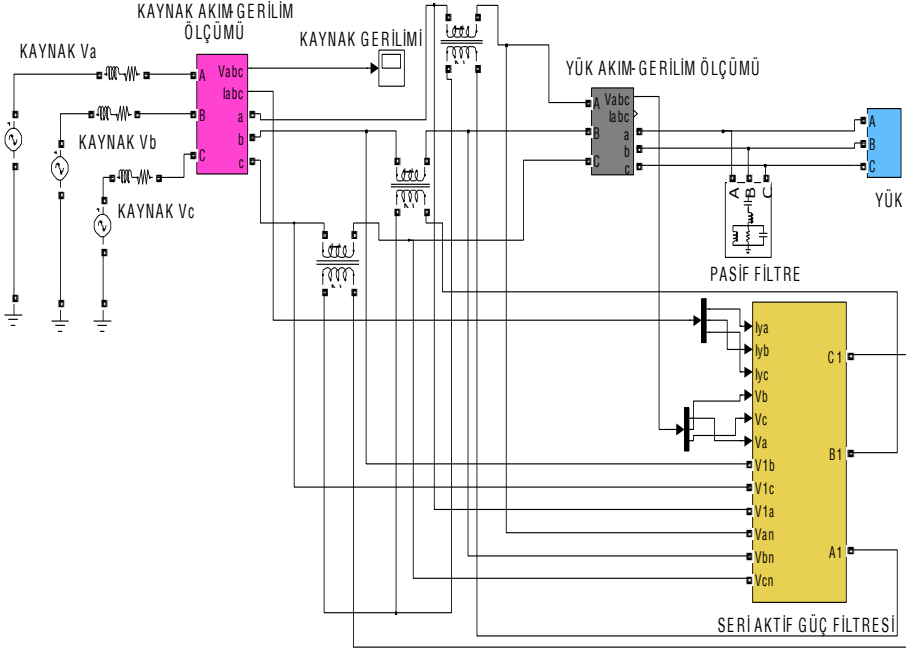 KAYNAK AKIM-GERİLİM
ÖLÇÜMÜ
KAYNAK Va
KAYNAK Vb
KAYNAK Vc
A
B
C
Vabc
Iabc
a
b
c
KAYNAK GERİLİMİ
YÜK AKIM-GERİLİM ÖLÇÜMÜ
A
B
C
Vabc
Iabc
a
b
c
A
B
C
YÜK
A B C
PASİF FİLTRE
Iya
Iyb
Iyc
Vb
Vc
Va
V1b
V1c
V1a
Van
Vbn
Vcn
C1
B1
A1
SERİ AKTİF GÜÇ FİLTRESİ